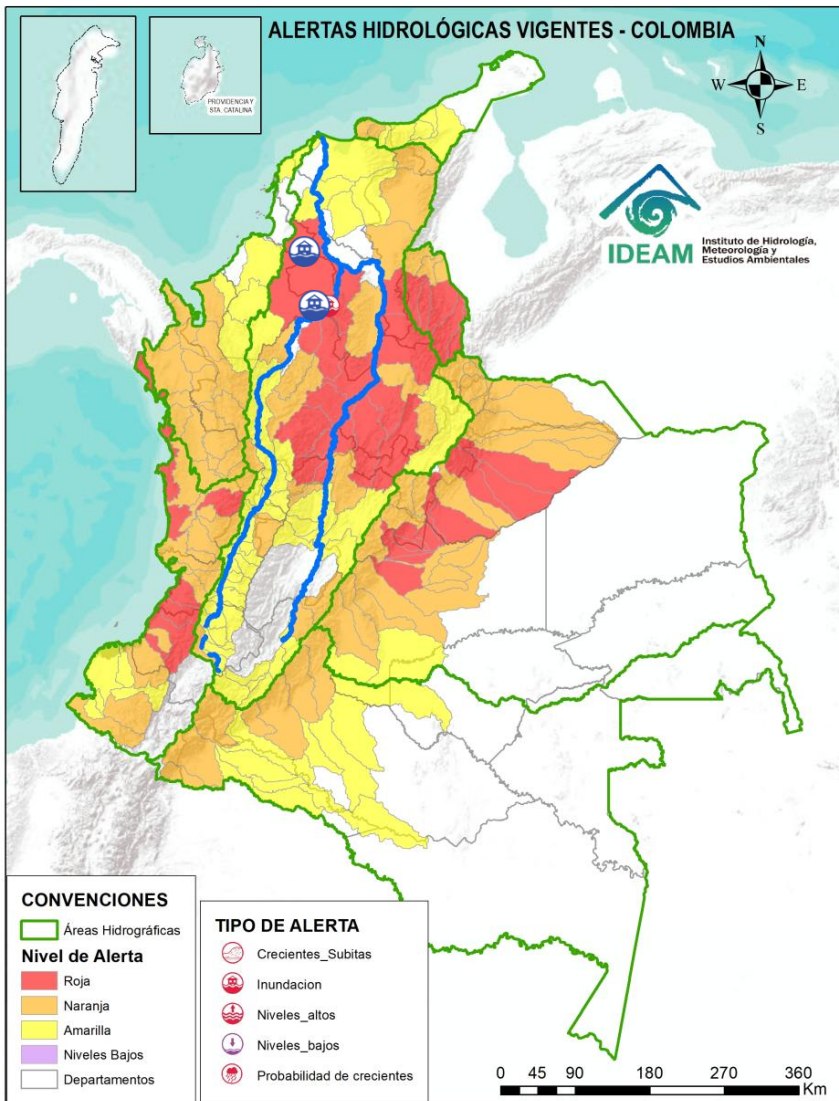 ALERTAS HIDROLÓGICAS VIGENTES - COLOMBIA
PROVIDENCIA Y
STA. CATALINA
N
W
E
S
IDEAM
Instituto de Hidrología,
Meteorología y
Estudios Ambientales
CONVENCIONES
Áreas Hidrográficas
Nivel de Alerta
Roja
Naranja
Amarilla
Niveles Bajos
Departamentos
TIPO DE ALERTA
Crecientes_Subitas
Inundacion
Niveles_altos
Niveles_bajos
Probabilidad de crecientes
0 45 90 180 270 360
Km